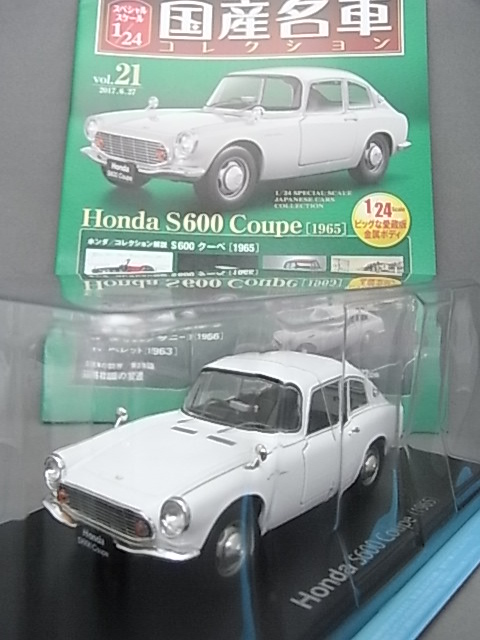 スペシャル
スケール
1/24
国産名車
コレクション
vol.21
2017.6.27
Honda
S600 Coupe
1/24 SPECIAL SCALE
JAPANESE CARS
COLLECTION
Honda S600 Coupe [1965]
1/24 Scale
ビッグな愛蔵版
金属ボディ
ホンダ/コレクション解説 S600 クーペ [1965]
Honda S600 Coupe
Honda
S600 Coupe
Honda S600 Coupe (1965)